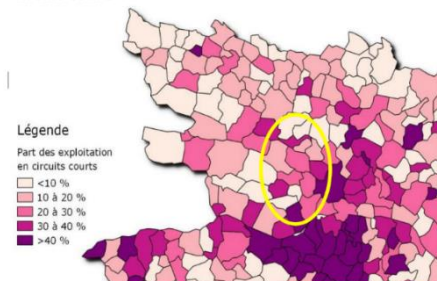 Légende
Part des exploitation
en circuits courts
<10 %
10 à 20 %
20 à 30 %
30 à 40 %
>40 %